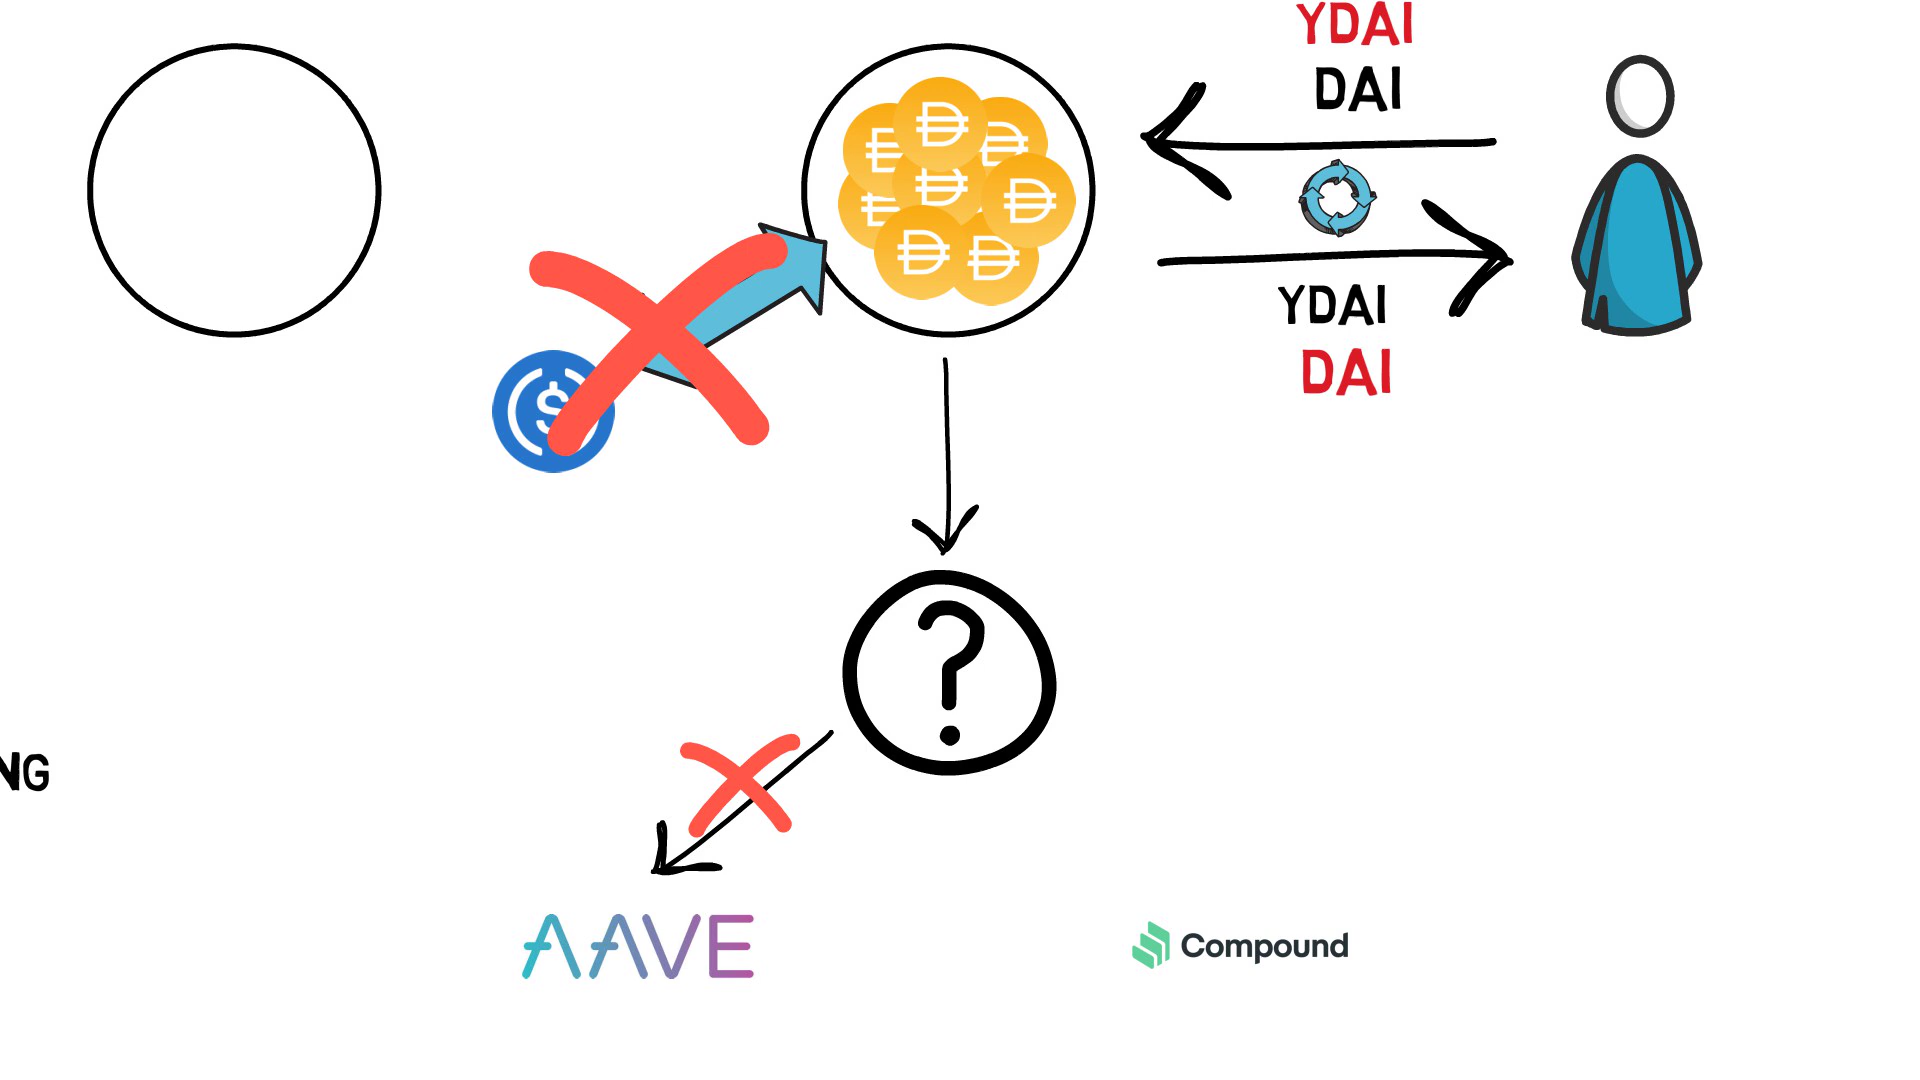 YDAI
DAI
YDAI
DAI
$
?
NG
AAVE
Compound